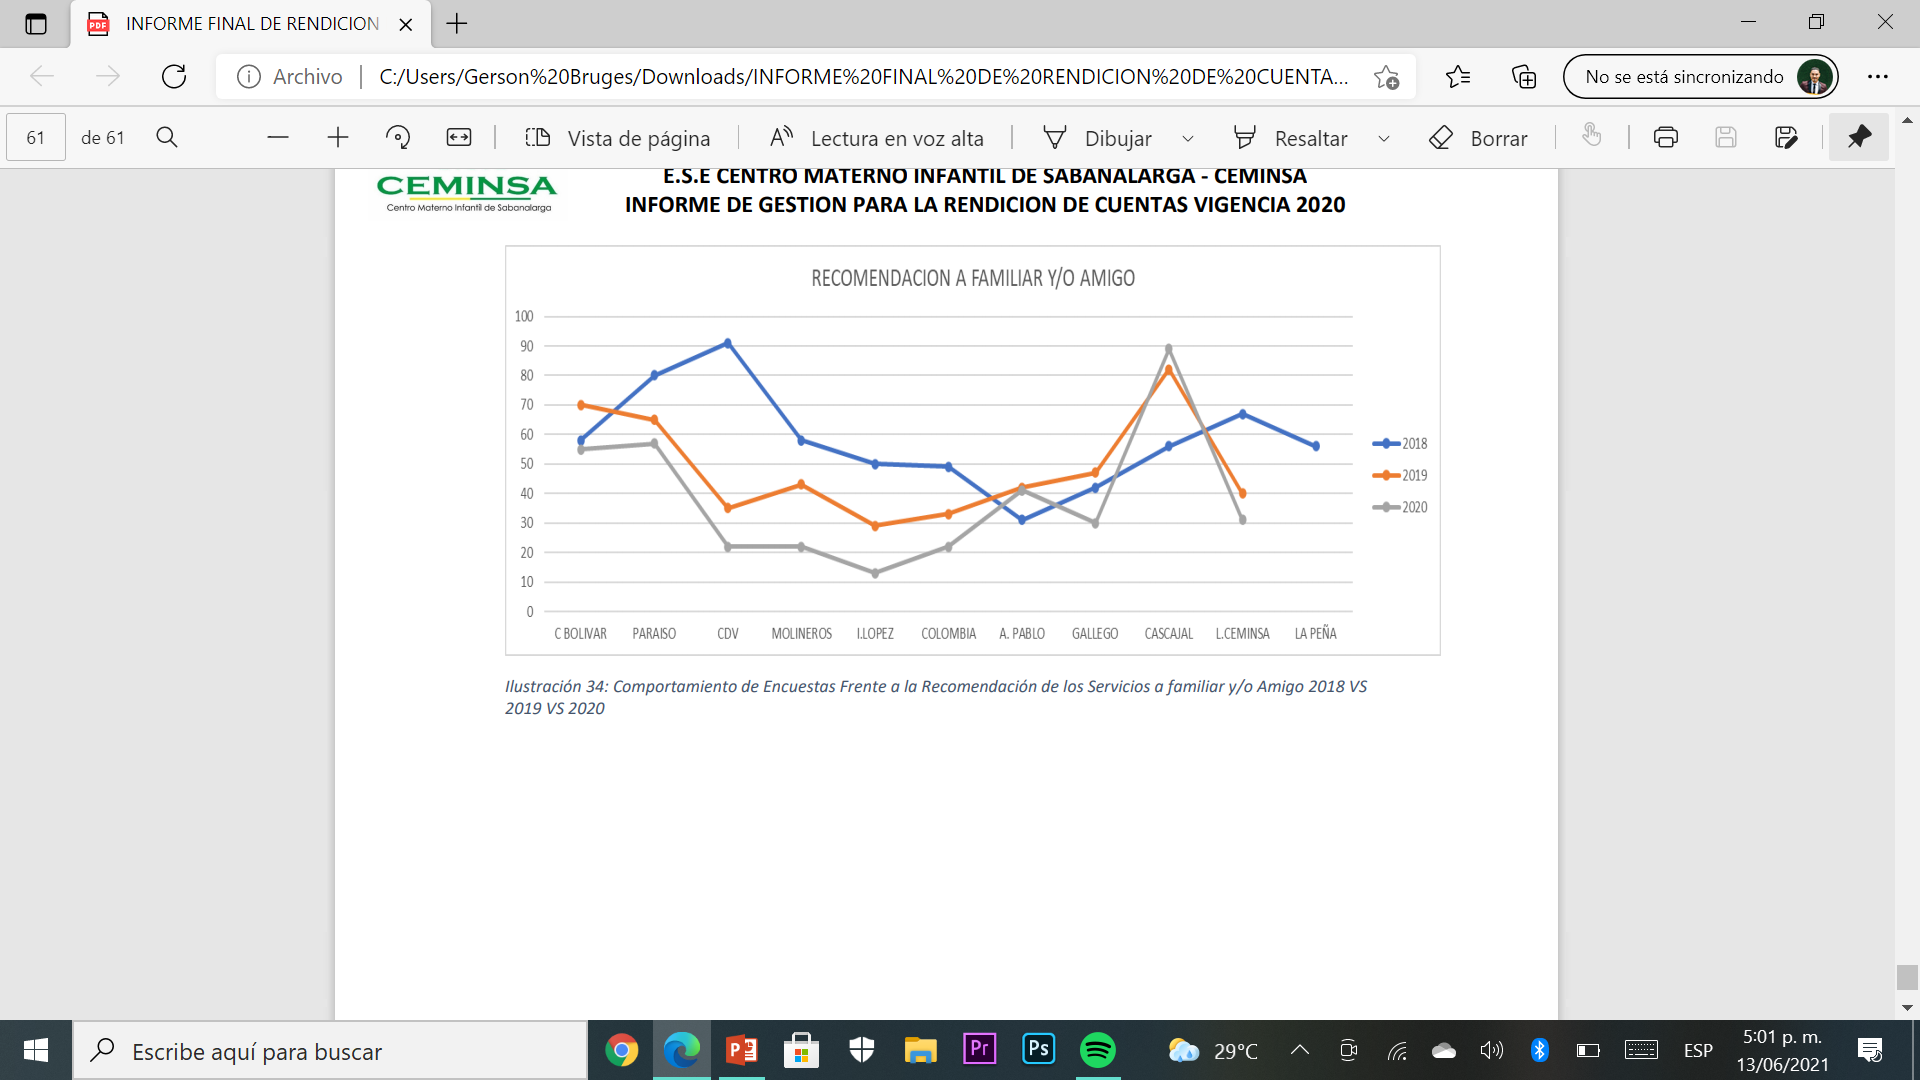 INFORME FINAL DE RENDICION
Archivo
C:/Users/Gerson%20Bruges/Downloads/INFORME%20FINAL%20DE%20RENDICION%20DE%20CUENTA...
No se está sincronizando
61 de 61
Vista de página
Lectura en voz alta
Dibujar
Resaltar
Borrar
CEMINSA
Centro Materno Infantil de Sabanalarga
E.S.E CENTRO MATERNO INFANTIL DE SABANALARGA - CEMINSA
INFORME DE GESTION PARA LA RENDICION DE CUENTAS VIGENCIA 2020
RECOMENDACION A FAMILIAR Y/O AMIGO
100
90
80
70
60
50
40
30
20
10
0
C BOLIVAR PARAISO CDV MOLINEROS I.LOPEZ COLOMBIA A. PABLO GALLEGO CASCAJAL L.CEMINSA LA PEÑA
2018
2019
2020
Ilustración 34: Comportamiento de Encuestas Frente a la Recomendación de los Servicios a familiar y/o Amigo 2018 VS
2019 VS 2020
Escribe aquí para buscar
Pr
Ps
29°C
ESP
5:01 p. m.
13/06/2021